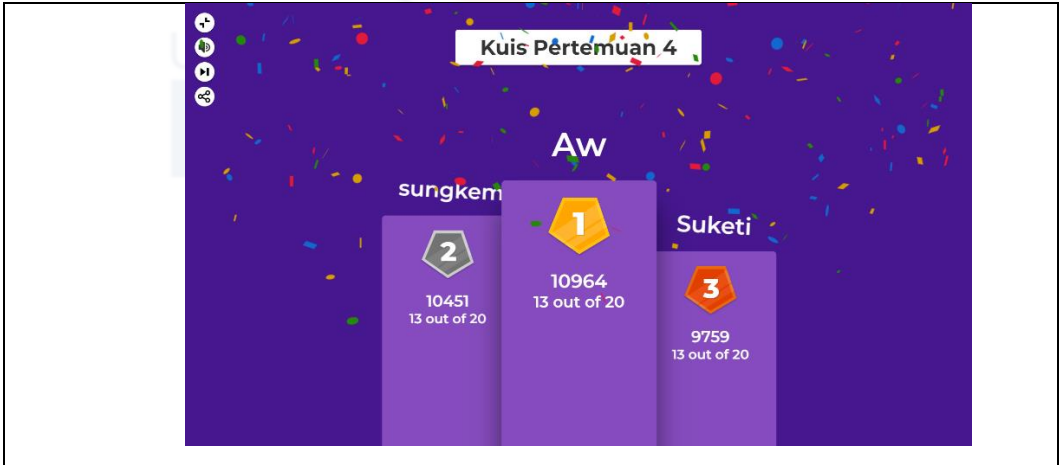 Kuis Pertemuan 4
Aw
sungkem
Suketi
1
2
3
10964
13 out of 20
10451
13 out of 20
9759
13 out of 20